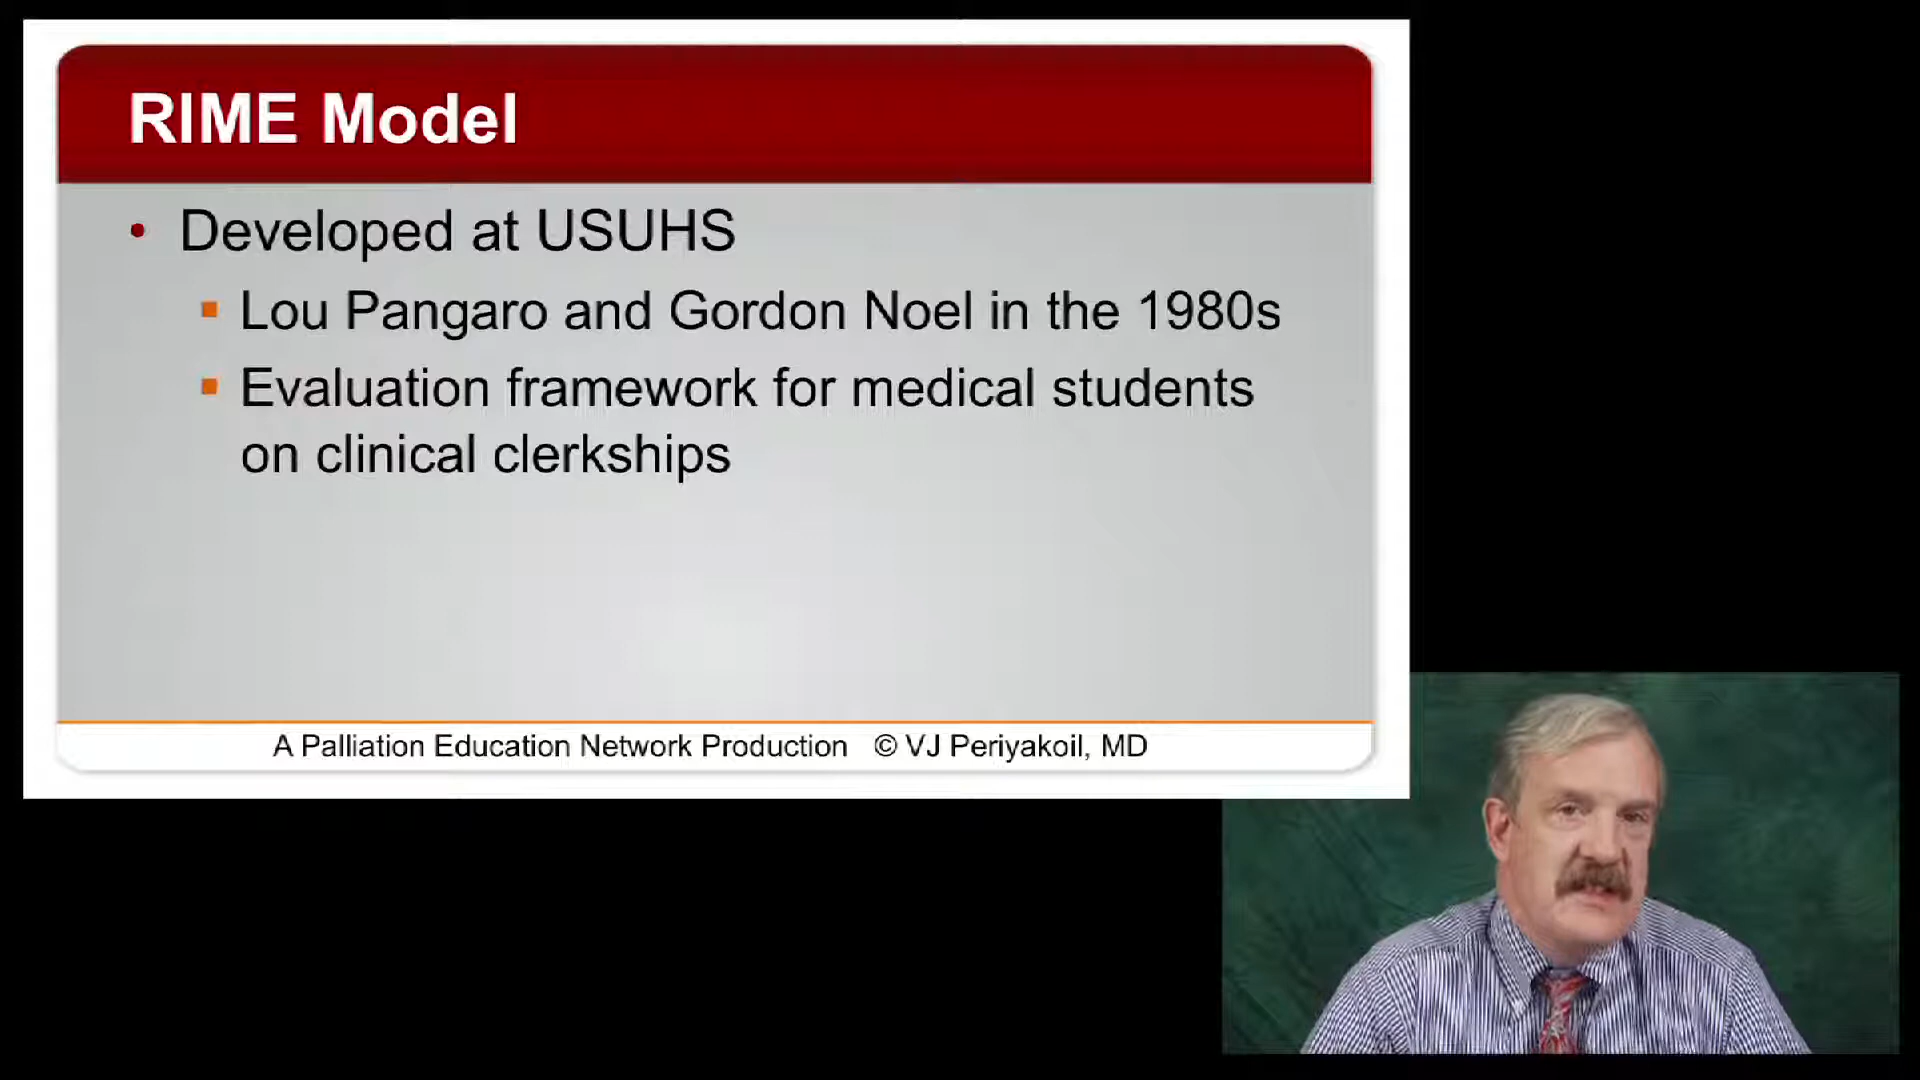 RIME Model
• Developed at USUHS
▪ Lou Pangaro and Gordon Noel in the 1980s
▪ Evaluation framework for medical students
on clinical clerkships
A Palliation Education Network Production © VJ Periyakoil, MD